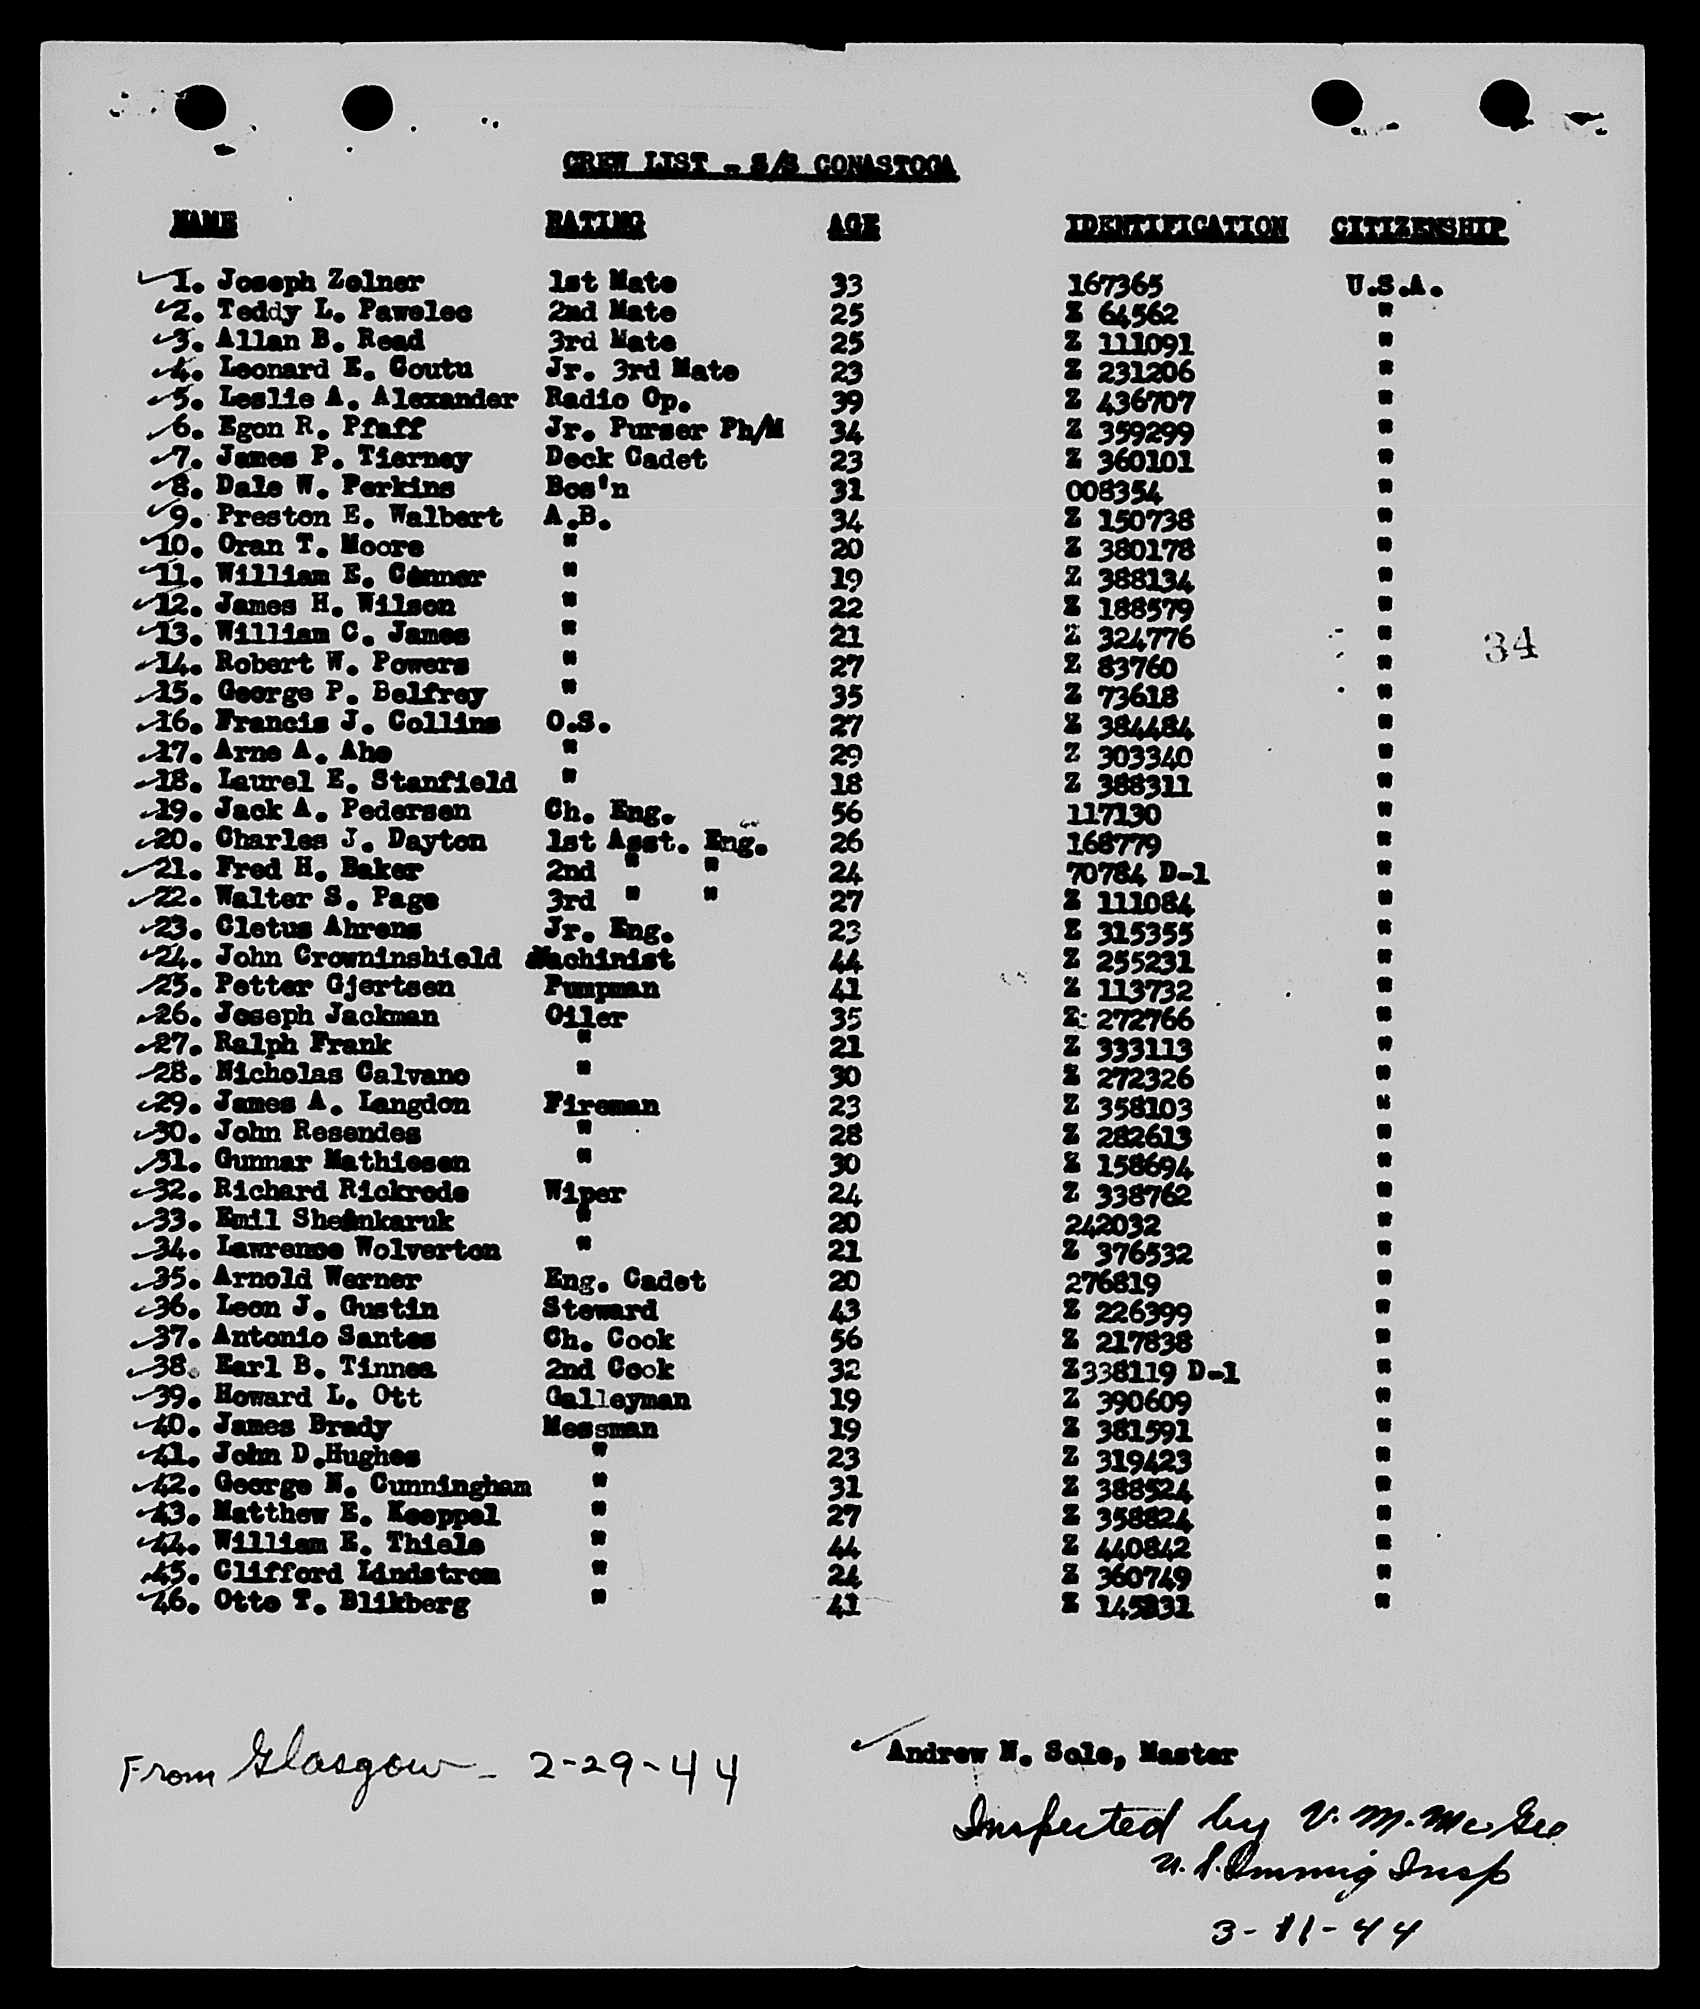 CREW LIST - S/S CONASTOGA
NAME RATING AGE IDENTIFICATION CITIZENSHIP
1. Joseph Zelner 1st Mate 33 167365 U.S.A.
2. Teddy L. Pawelec 2nd Mate 25 Z 64562 "
3. Allan B. Read 3rd Mate 25 Z 111091 "
4. Leonard E. Coutu Jr. 3rd Mate 23 Z 231206 "
5. Leslie A. Alexander Radio Op. 39 Z 436707 "
6. Egon R. Pfaff Jr. Purser Ph/M 34 Z 359299 "
7. James P. Tierney Deck Cadet 23 Z 360101 "
8. Dale W. Perkins Bos'n 31 008354 "
9. Preston E. Walbert A.B. 34 Z 150738 "
10. Oran T. Moore " 20 Z 380178 "
11. William E. Connor " 19 Z 388134 "
12. James H. Wilson " 22 Z 188579 "
13. William C. James " 21 Z 324776 "
34
14. Robert W. Powers " 27 Z 83760 "
15. George P. Belfrey " 35 Z 73618 "
16. Francis J. Collins O.S. 27 Z 384484 "
17. Arne A. Aho " 29 Z 303340 "
18. Laurel E. Stanfield " 18 Z 388311 "
19. Jack A. Pedersen Ch. Eng. 56 117130 "
20. Charles J. Dayton 1st Asst. Eng. 26 168779 "
21. Fred H. Baker 2nd " " 24 70784 D-1 "
22. Walter S. Page 3rd " " 27 Z 111084 "
23. Cletus Ahrens Jr. Eng. 23 Z 315355 "
24. John Crowninshield Machinist 44 Z 255231 "
25. Petter Gjertsen Pumpman 41 Z 113732 "
26. Joseph Jackman Oiler 35 Z 272766 "
27. Ralph Frank " 21 Z 333113 "
28. Nicholas Galvano " 30 Z 272326 "
29. James A. Langdon Fireman 23 Z 358103 "
30. John Resendes " 28 Z 282613 "
31. Gunnar Mathiesen " 30 Z 158694 "
32. Richard Rickrode Wiper 24 Z 338762 "
33. Emil " 20 242032 "
34. Lawrence Wolverton " 21 Z 376532 "
35. Arnold Werner Eng. Cadet 20 276819 "
36. Leon J. Gustin Steward 43 Z 226399 "
37. Antonio Santos Ch. Cook 56 Z 217838 "
38. Earl B. Tinnea 2nd Cook 32 Z338119 D-1 "
39. Howard L. Ott Galleyman 19 Z 390609 "
40. James Brady Messman 19 Z 381591 "
41. John D.Hughes " 23 Z 319423 "
42. George N. Cunningham " 31 Z 388524 "
43. Matthew E. Koeppel " 27 Z 358824 "
44. William E. Thiele " 44 Z 440842 "
45. Clifford Lindstrom " 24 Z 360749 "
46. Otto T. Blikberg " 41 Z "
Andrew N. Sole, Master
From Glasgow - 2-29-44
Inspected by V. M. McGee
U.S. Immig Insp
3-11-44